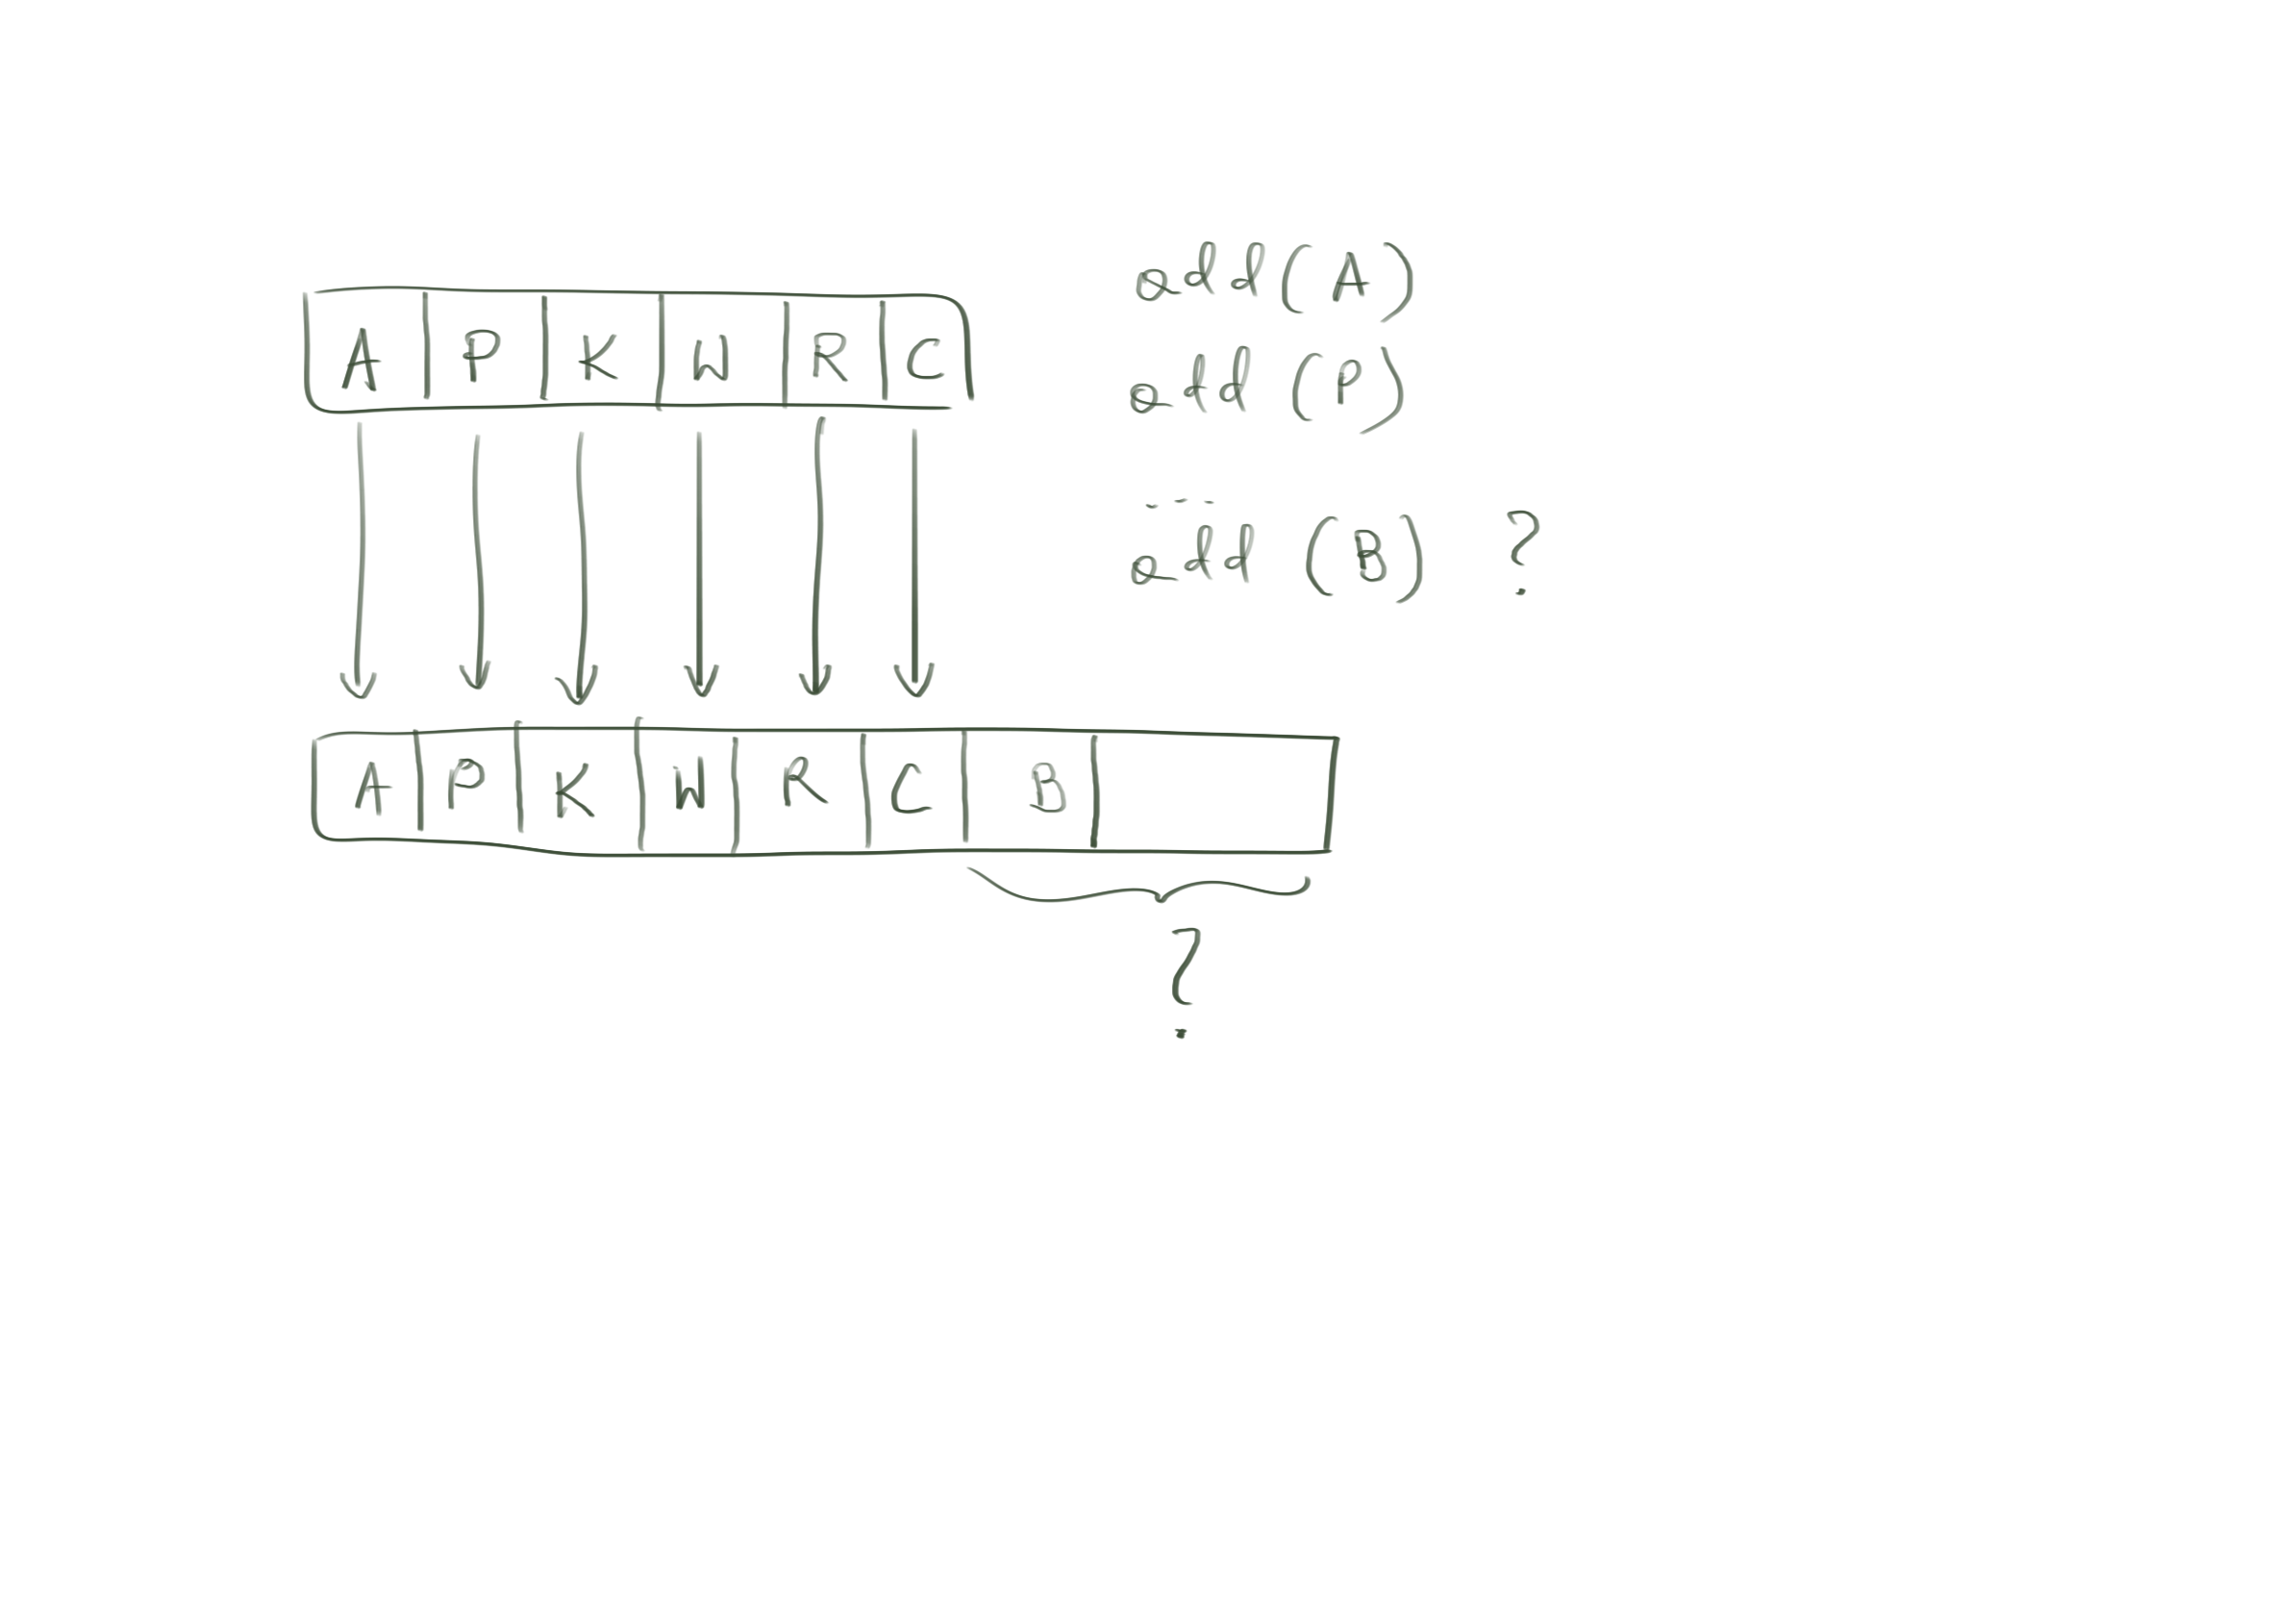 A P K W R C
add(A)
add (P)
...
add (B) ?
A P K W R C B
?